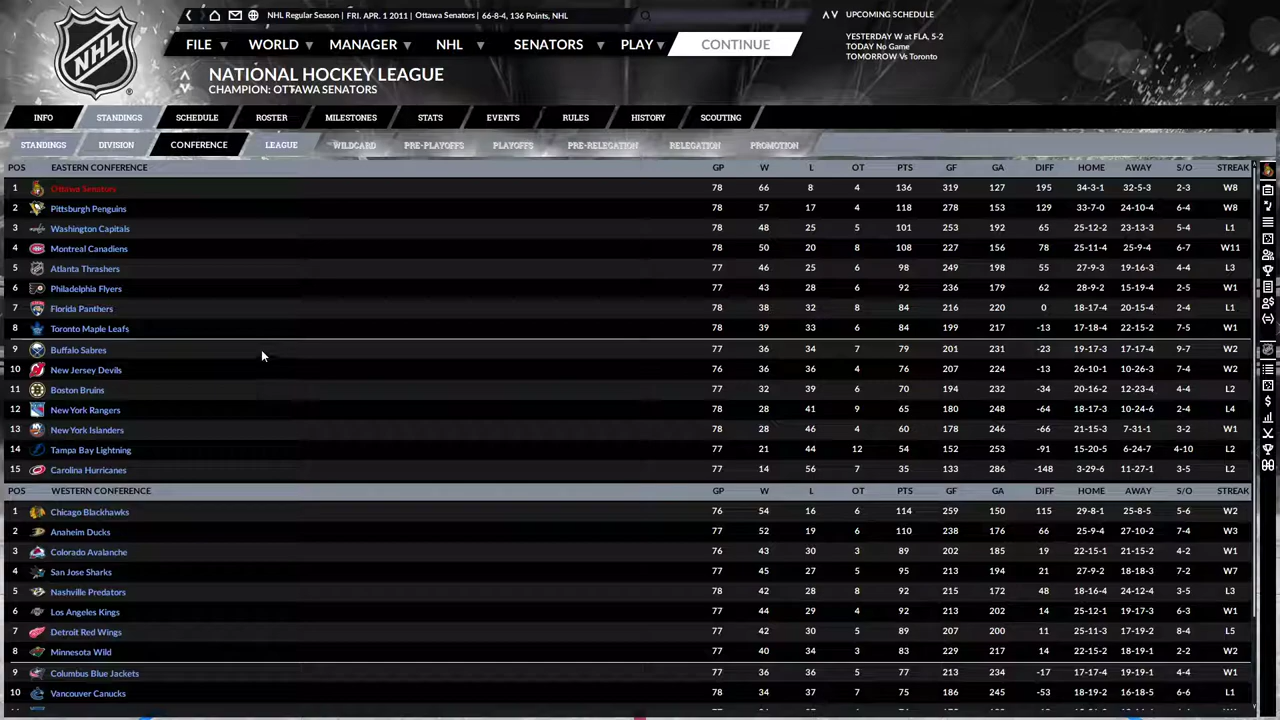 NHL Regular Season | FRI. APR. 1 2011 | Ottawa Senators | 66-8-4, 136 Points, NHL
UPCOMING SCHEDULE
YESTERDAY W at FLA, 5-2
TODAY No Game
TOMORROW Vs Toronto
NHL
FILE WORLD MANAGER NHL SENATORS PLAY CONTINUE
NATIONAL HOCKEY LEAGUE
CHAMPION: OTTAWA SENATORS
INFO STANDINGS SCHEDULE ROSTER MILESTONES STATS EVENTS RULES HISTORY SCOUTING
STANDINGS DIVISION CONFERENCE LEAGUE WILDCARD PRE-PLAYOFFS PLAYOFFS PRE-RELEGATION RELEGATION PROMOTION
POS EASTERN CONFERENCE GP W L OT PTS GF GA DIFF HOME AWAY S/O STREAK
1 Ottawa Senators 78 66 8 4 136 319 127 195 34-3-1 32-5-3 2-3 W8
2 Pittsburgh Penguins 78 57 17 4 118 278 153 129 33-7-0 24-10-4 6-4 W8
3 Washington Capitals 78 48 25 5 101 253 192 65 25-12-2 23-13-3 5-4 L1
4 Montreal Canadiens 78 50 20 8 108 227 156 78 25-11-4 25-9-4 6-7 W11
5 Atlanta Thrashers 77 46 25 6 98 249 198 55 27-9-3 19-16-3 4-4 L3
6 Philadelphia Flyers 77 43 28 6 92 236 179 62 28-9-2 15-19-4 2-5 W1
7 Florida Panthers 78 38 32 8 84 216 220 0 18-17-4 20-15-4 2-4 L1
8 Toronto Maple Leafs 78 39 33 6 84 199 217 -13 17-18-4 22-15-2 7-5 W1
9 Buffalo Sabres 77 36 34 7 79 201 231 -23 19-17-3 17-17-4 9-7 W2
10 New Jersey Devils 76 36 36 4 76 207 224 -13 26-10-1 10-26-3 7-4 W2
11 Boston Bruins 77 32 39 6 70 194 232 -34 20-16-2 12-23-4 4-4 L2
12 New York Rangers 78 28 41 9 65 180 248 -64 18-17-3 10-24-6 2-4 L4
13 New York Islanders 78 28 46 4 60 178 246 -66 21-15-3 7-31-1 3-2 W1
14 Tampa Bay Lightning 77 21 44 12 54 152 253 -91 15-20-5 6-24-7 4-10 L2
15 Carolina Hurricanes 77 14 56 7 35 133 286 -148 3-29-6 11-27-1 3-5 L2
POS WESTERN CONFERENCE GP W L OT PTS GF GA DIFF HOME AWAY S/O STREAK
1 Chicago Blackhawks 76 54 16 6 114 259 150 115 29-8-1 25-8-5 5-6 W2
2 Anaheim Ducks 77 52 19 6 110 238 176 66 25-9-4 27-10-2 7-4 W3
3 Colorado Avalanche 76 43 30 3 89 202 185 19 22-15-1 21-15-2 4-2 W1
4 San Jose Sharks 77 45 27 5 95 213 194 21 27-9-2 18-18-3 7-2 W7
5 Nashville Predators 78 42 28 8 92 215 172 48 18-16-4 24-12-4 3-5 L3
6 Los Angeles Kings 77 44 29 4 92 213 202 14 25-12-1 19-17-3 6-3 W1
7 Detroit Red Wings 77 42 30 5 89 207 200 11 25-11-3 17-19-2 8-4 L5
8 Minnesota Wild 77 40 34 3 83 229 217 14 22-15-2 18-19-1 2-2 W2
9 Columbus Blue Jackets 77 36 36 5 77 213 234 -17 17-17-4 19-19-1 4-4 W1
10 Vancouver Canucks 78 34 37 7 75 186 245 -53 18-19-2 16-18-5 6-6 L1